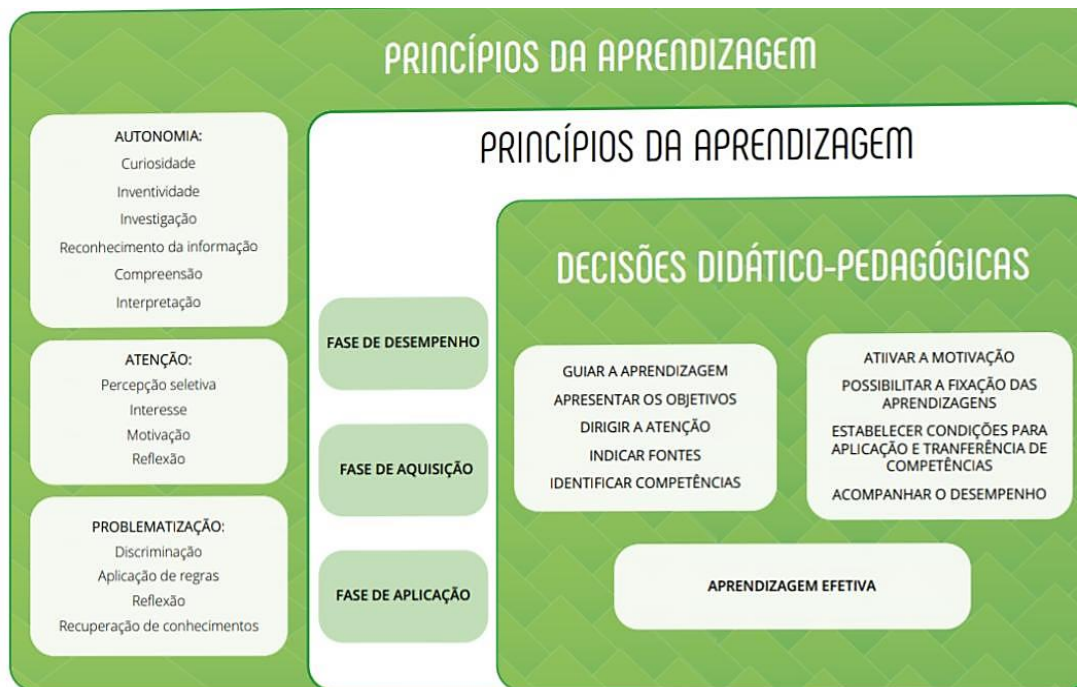 PRINCÍPIOS DA APRENDIZAGEM
AUTONOMIA:
Curiosidade
Inventividade
Investigação
Reconhecimento da informação
Compreensão
Interpretação
ATENÇÃO:
Percepção seletiva
Interesse
Motivação
Reflexão
PROBLEMATIZAÇÃO:
Discriminação
Aplicação de regras
Reflexão
Recuperação de conhecimentos
PRINCÍPIOS DA APRENDIZAGEM
FASE DE DESEMPENHO
FASE DE AQUISIÇÃO
FASE DE APLICAÇÃO
DECISÕES DIDÁTICO-PEDAGÓGICAS
GUIAR A APRENDIZAGEM
APRESENTAR OS OBJETIVOS
DIRIGIR A ATENÇÃO
INDICAR FONTES
IDENTIFICAR COMPETÊNCIAS
ATIIVAR A MOTIVAÇÃO
POSSIBILITAR A FIXAÇÃO DAS
APRENDIZAGENS
ESTABELECER CONDIÇÕES PARA
APLICAÇÃO E TRANFERÊNCIA DE
COMPETÊNCIAS
ACOMPANHAR O DESEMPENHO
APRENDIZAGEM EFETIVA